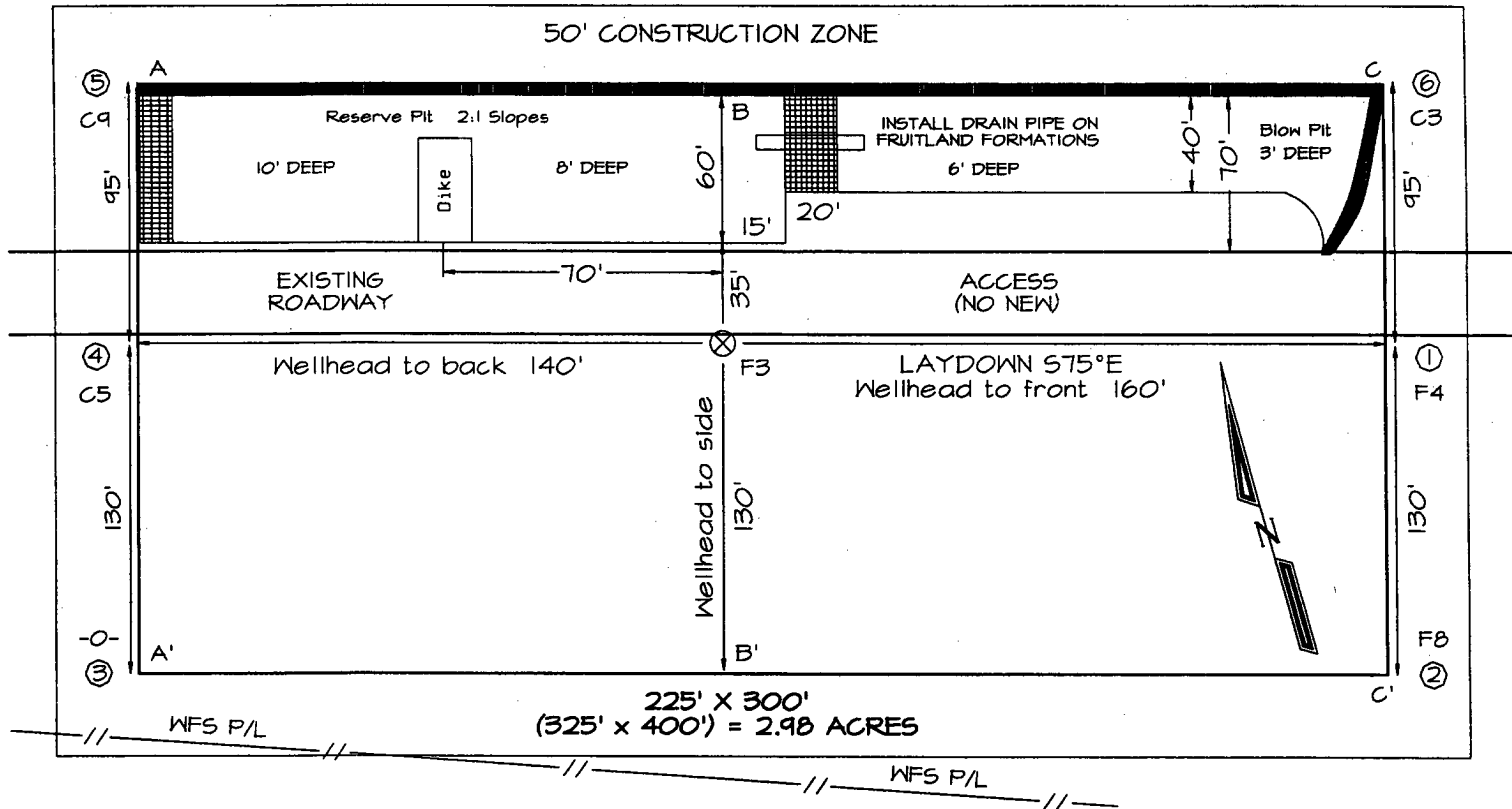 50' CONSTRUCTION ZONE
A
C
⑤
⑥
C9
C3
Reserve Pit 2:1 Slopes
B
INSTALL DRAIN PIPE ON
FRUITLAND FORMATIONS
Blow Pit
3' DEEP
10' DEEP
Dike
8' DEEP
60'
6' DEEP
40'
70'
95'
95'
15'
20'
EXISTING
ROADWAY
70'
35'
ACCESS
(NO NEW)
④
Wellhead to back 140'
F3
LAYDOWN S75°E
Wellhead to front 160'
①
C5
F4
130'
Wellhead to side
130'
N
130'
-0-
F8
③
A'
B'
②
C'
225' X 300'
(325' x 400') = 2.98 ACRES
WFS P/L
WFS P/L